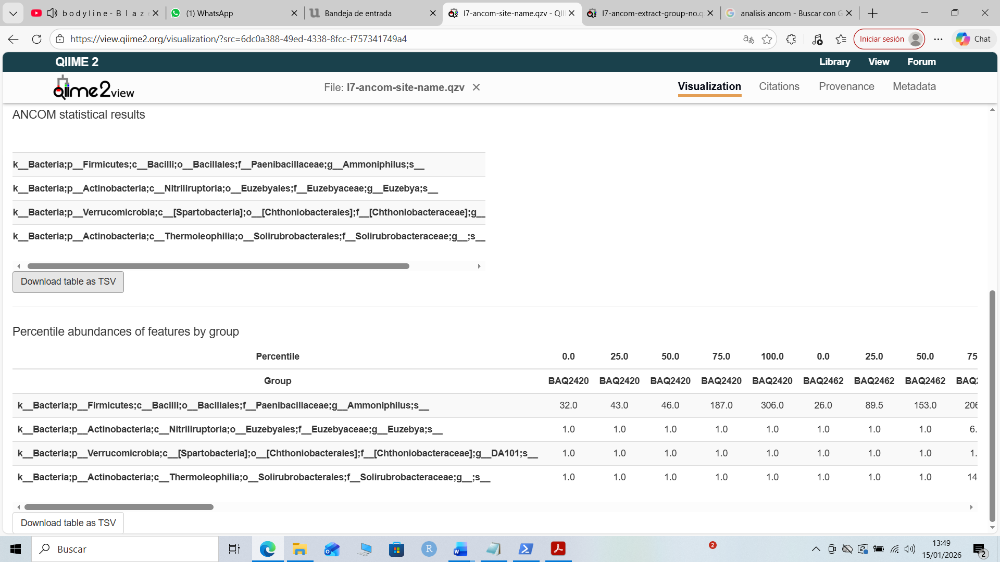 b o d y l i n e - B l a z e
(1) WhatsApp
Bandeja de entrada
l7-ancom-site-name.qzv - QII
l7-ancom-extract-group-no.q
analisis ancom - Buscar con G
https://view.qiime2.org/visualization/?src=6dc0a388-49ed-4338-8fcc-f757341749a4
Iniciar sesión
Chat
QIIME 2
Library View Forum
qiime2view
File: l7-ancom-site-name.qzv
Visualization Citations Provenance Metadata
ANCOM statistical results
k__Bacteria;p__Firmicutes;c__Bacilli;o__Bacillales;f__Paenibacillaceae;g__Ammoniphilus;s__
k__Bacteria;p__Actinobacteria;c__Nitriliruptoria;o__Euzebyales;f__Euzebyaceae;g__Euzebya;s__
k__Bacteria;p__Verrucomicrobia;c__[Spartobacteria];o__[Chthoniobacterales];f__[Chthoniobacteraceae];g__
k__Bacteria;p__Actinobacteria;c__Thermoleophilia;o__Solirubrobacterales;f__Solirubrobacteraceae;g__;s__
Download table as TSV
Percentile abundances of features by group
Percentile 0.0 25.0 50.0 75.0 100.0 0.0 25.0 50.0 75
Group BAQ2420 BAQ2420 BAQ2420 BAQ2420 BAQ2420 BAQ2462 BAQ2462 BAQ2462 BAQ2
k__Bacteria;p__Firmicutes;c__Bacilli;o__Bacillales;f__Paenibacillaceae;g__Ammoniphilus;s__ 32.0 43.0 46.0 187.0 306.0 26.0 89.5 153.0 206
k__Bacteria;p__Actinobacteria;c__Nitriliruptoria;o__Euzebyales;f__Euzebyaceae;g__Euzebya;s__ 1.0 1.0 1.0 1.0 1.0 1.0 1.0 1.0 6.
k__Bacteria;p__Verrucomicrobia;c__[Spartobacteria];o__[Chthoniobacterales];f__[Chthoniobacteraceae];g__DA101;s__ 1.0 1.0 1.0 1.0 1.0 1.0 1.0 1.0 1.
k__Bacteria;p__Actinobacteria;c__Thermoleophilia;o__Solirubrobacterales;f__Solirubrobacteraceae;g__;s__ 1.0 1.0 1.0 1.0 1.0 1.0 1.0 1.0 14
Download table as TSV
Buscar
2
13:49
15/01/2026
2